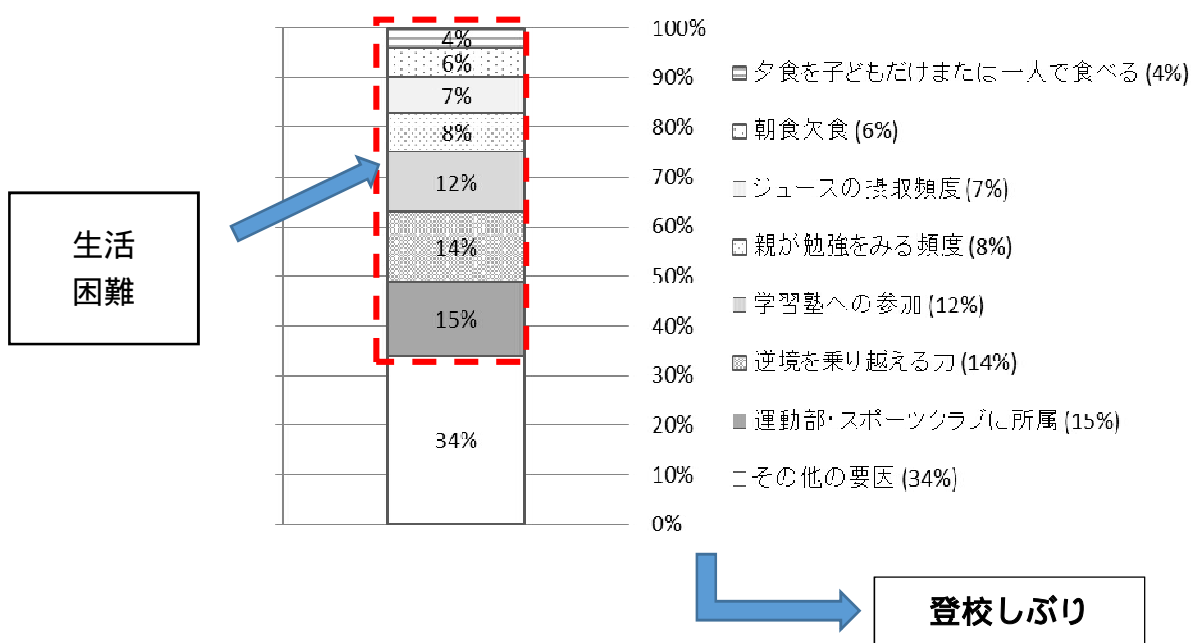 4%
6%
7%
8%
12%
14%
15%
34%
100%
90%
80%
70%
60%
50%
40%
30%
20%
10%
0%
夕食を子どもだけまたは一人で食べる (4%)
朝食欠食 (6%)
ジュースの摂取頻度 (7%)
親が勉強をみる頻度 (8%)
学習塾への参加 (12%)
逆境を乗り越える力 (14%)
運動部・スポーツクラブに所属 (15%)
その他の要因 (34%)
生活
困難
登校しぶり